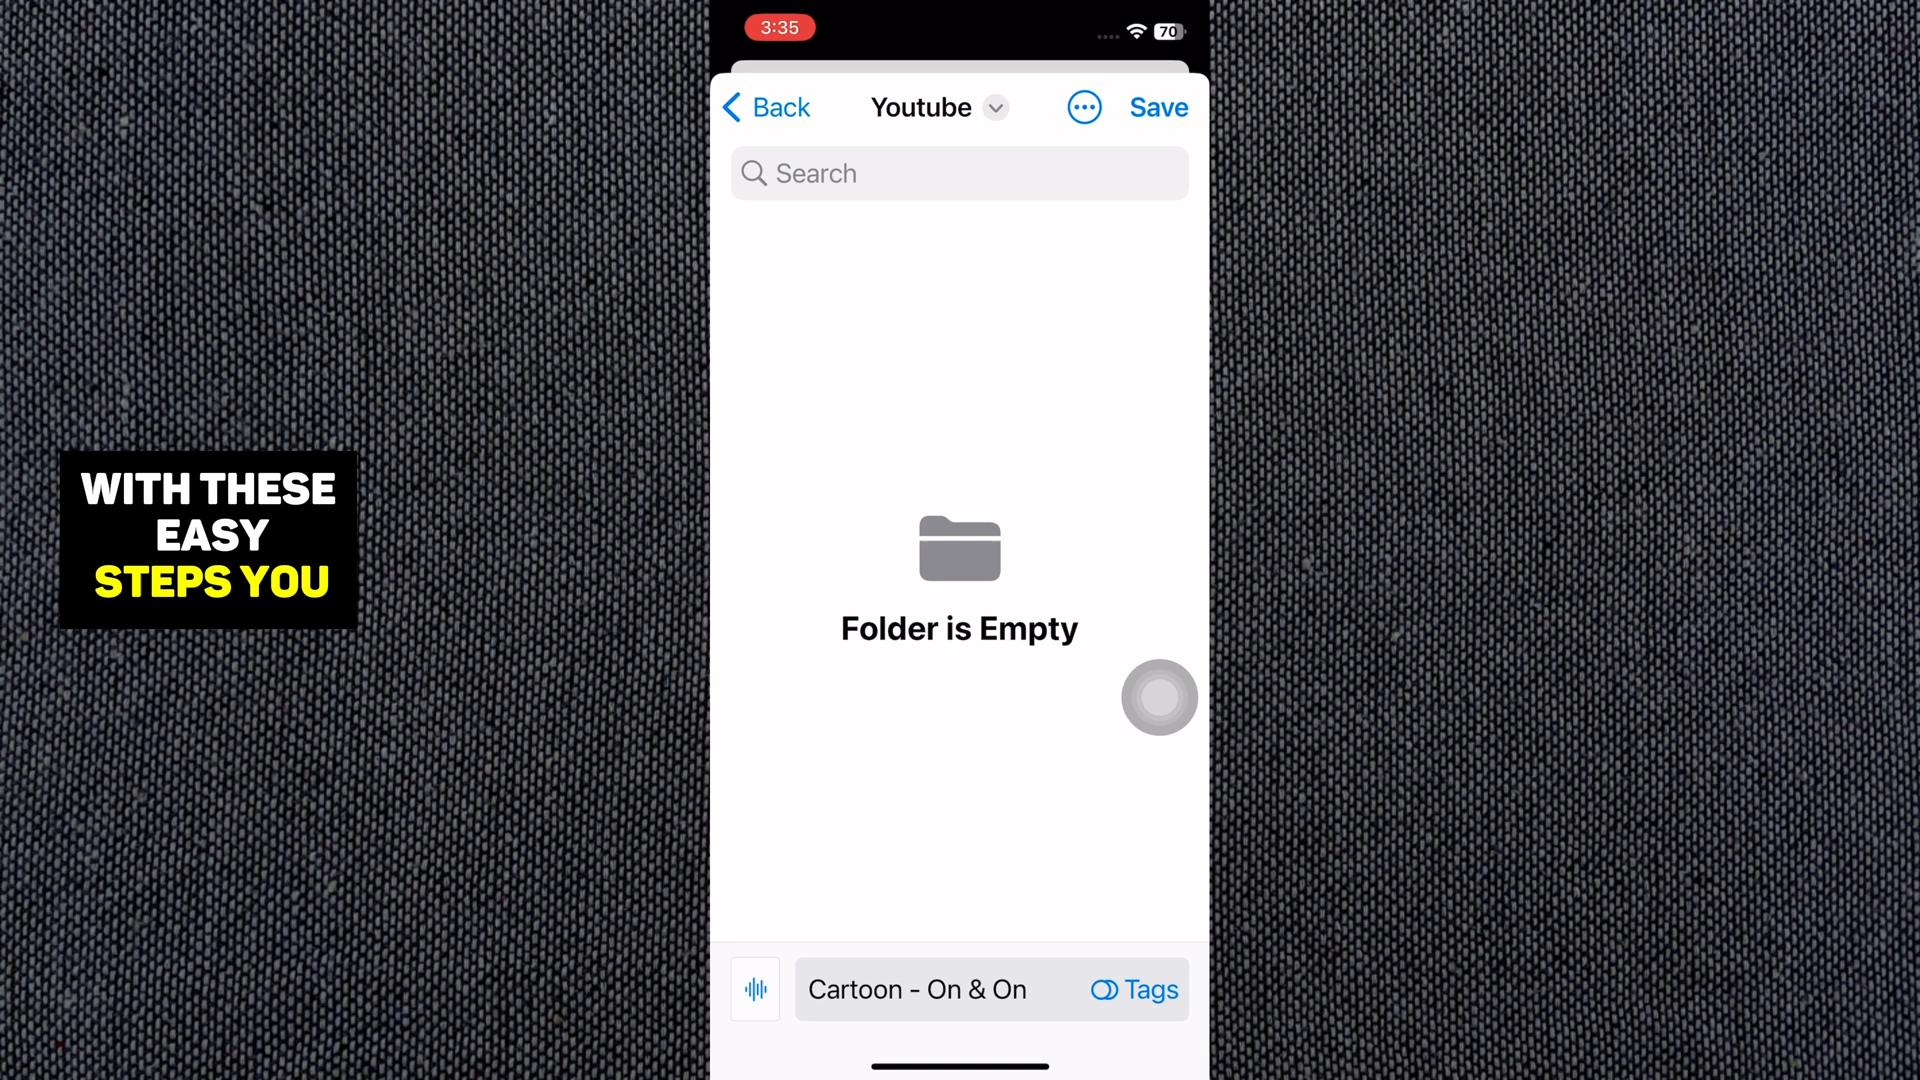 3:35
70
Back
Youtube
Save
Search
WITH THESE
EASY
STEPS YOU
Folder is Empty
Cartoon - On & On
Tags